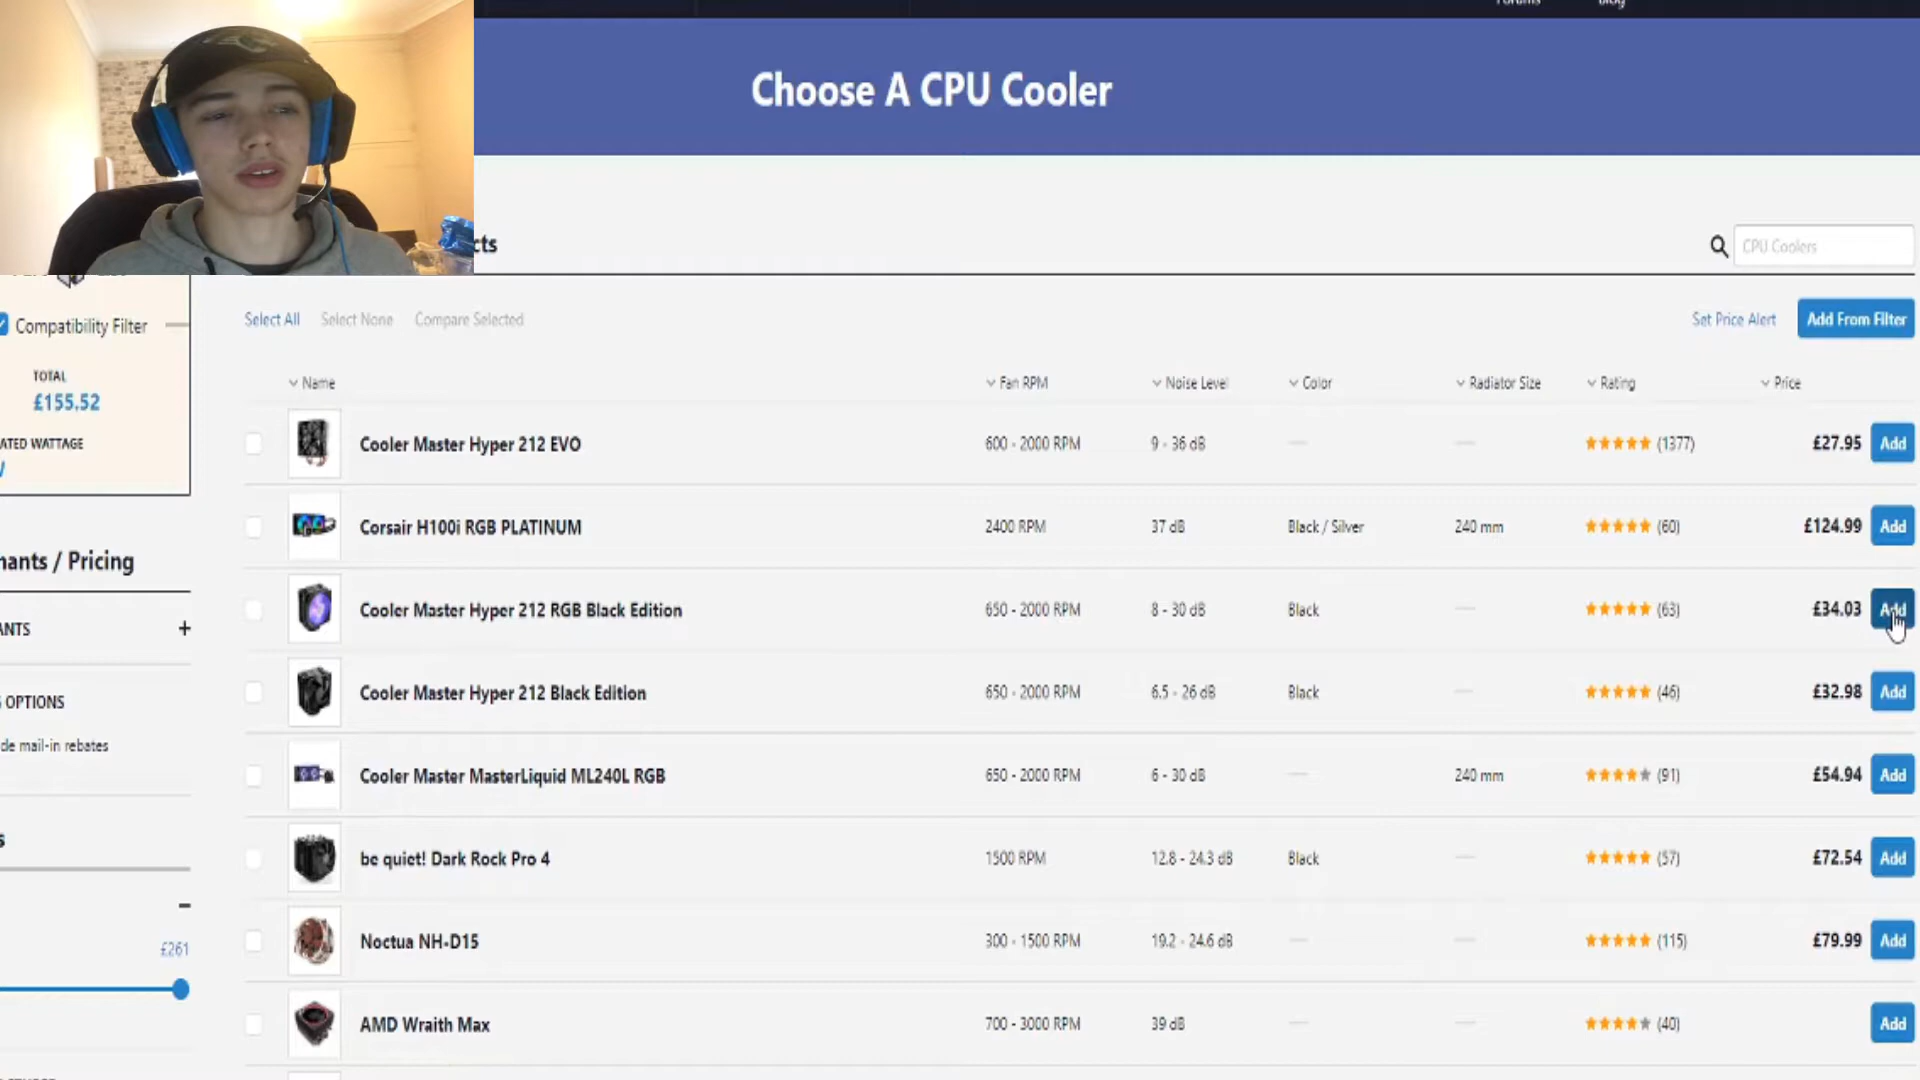 Forums Blog
Choose A CPU Cooler
cts
CPU Coolers
Compatibility Filter
TOTAL
£155.52
ATED WATTAGE
Select All Select None Compare Selected Set Price Alert Add From Filter
Name Fan RPM Noise Level Color Radiator Size Rating Price
Cooler Master Hyper 212 EVO 600 - 2000 RPM 9 - 36 dB (1377) £27.95 Add
Corsair H100i RGB PLATINUM 2400 RPM 37 dB Black / Silver 240 mm (60) £124.99 Add
Cooler Master Hyper 212 RGB Black Edition 650 - 2000 RPM 8 - 30 dB Black (63) £34.03 Add
Cooler Master Hyper 212 Black Edition 650 - 2000 RPM 6.5 - 26 dB Black (46) £32.98 Add
Cooler Master MasterLiquid ML240L RGB 650 - 2000 RPM 6 - 30 dB 240 mm (91) £54.94 Add
be quiet! Dark Rock Pro 4 1500 RPM 12.8 - 24.3 dB Black (57) £72.54 Add
Noctua NH-D15 300 - 1500 RPM 19.2 - 24.6 dB (115) £79.99 Add
AMD Wraith Max 700 - 3000 RPM 39 dB (40) Add
hants / Pricing
ANTS +
OPTIONS
de mail-in rebates
s
£261